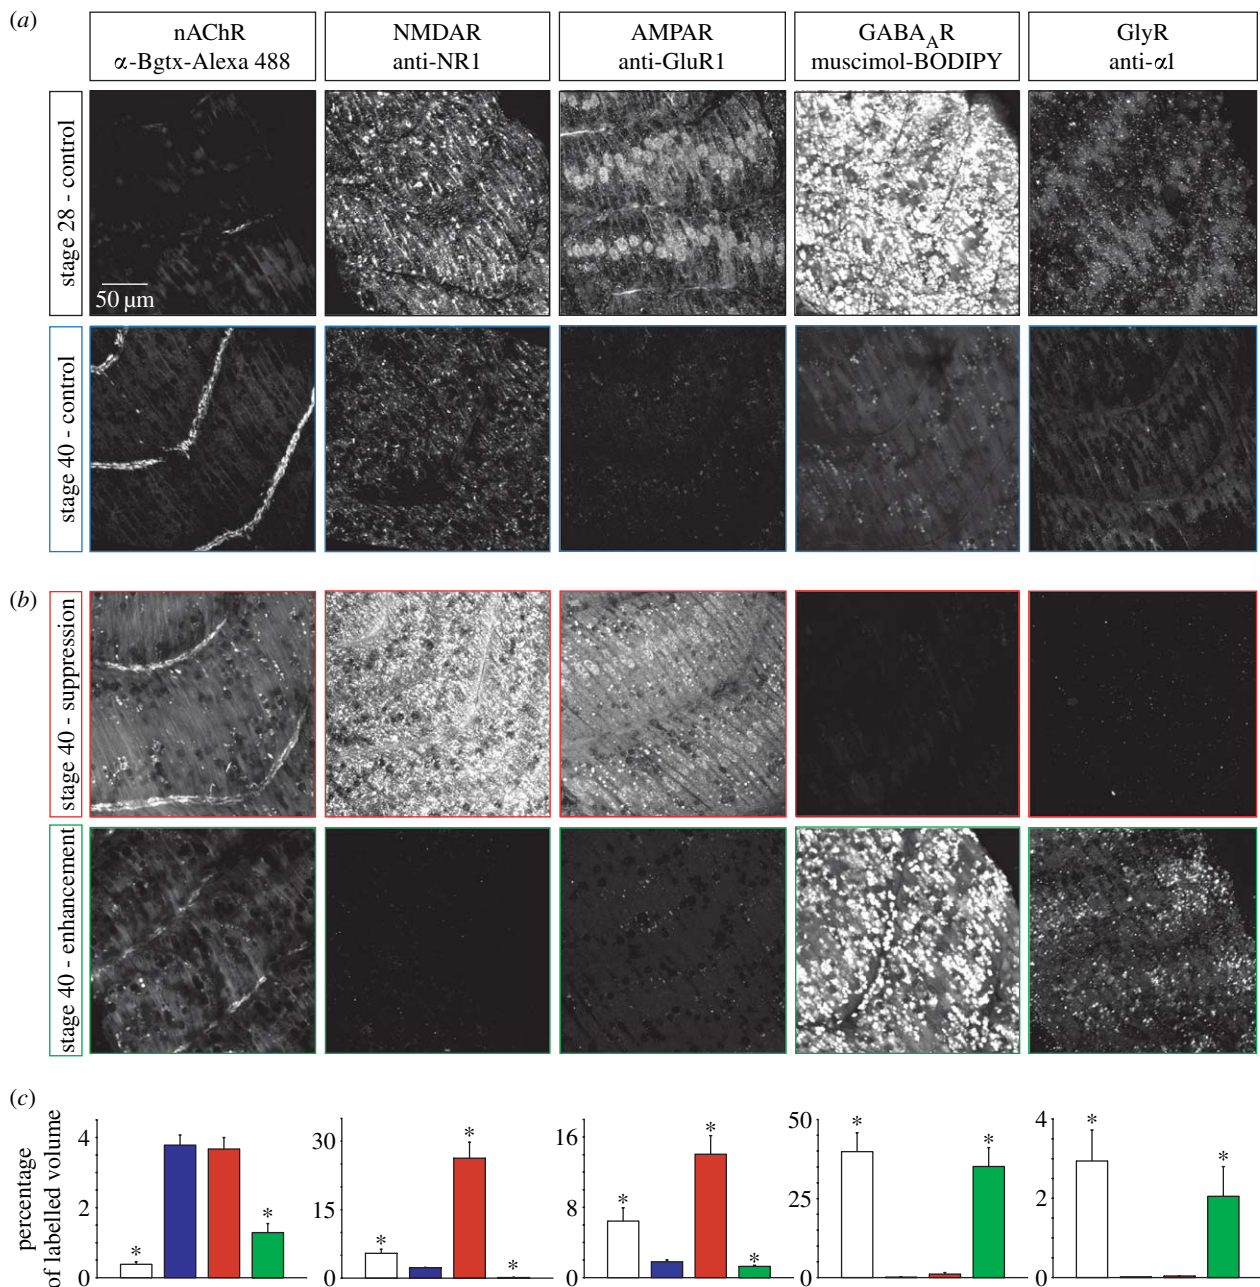 (a)
nAChR
α-Bgtx-Alexa 488
NMDAR
anti-NR1
AMPAR
anti-GluR1
GABA_AR
muscimol-BODIPY
GlyR
anti-α1
stage 28 - control
50 µm
stage 40 - control
(b)
stage 40 - suppression
stage 40 - enhancement
(c)
percentage
of labelled volume
4
2
0
*
*
30
15
0
*
*
*
16
8
0
*
*
*
50
25
0
*
*
4
2
0
*
*